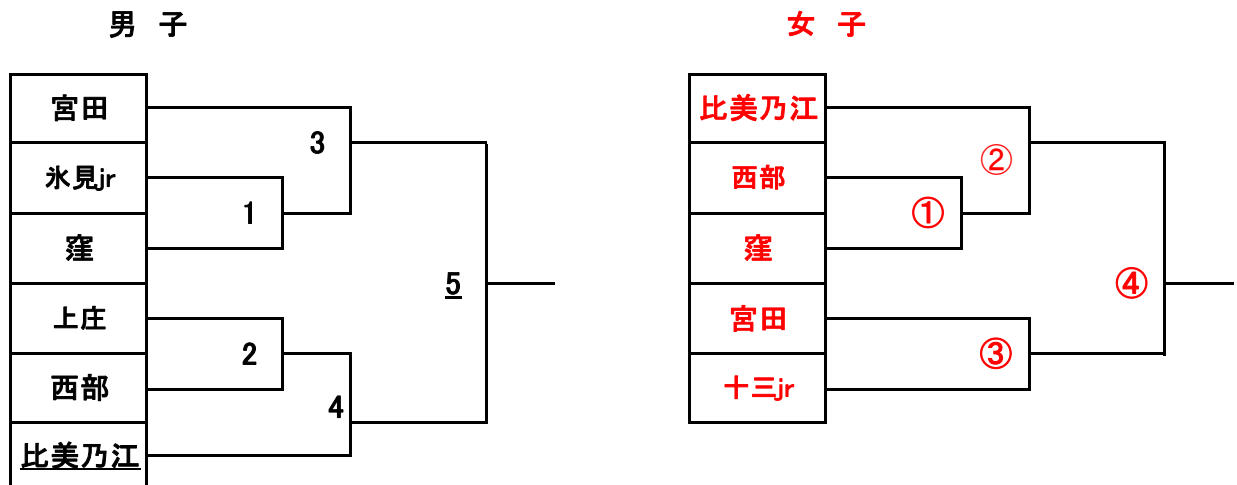 男 子
宮田
氷見jr
窪
上庄
西部
比美乃江
3
1
5
2
4
女 子
比美乃江
西部
窪
宮田
十三jr
②
①
④
③